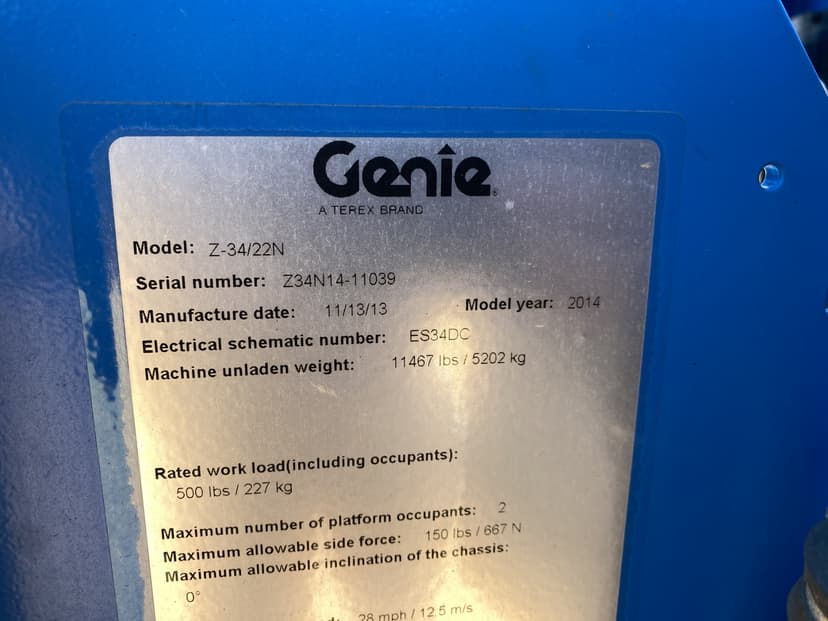 Genie
A TEREX BRAND
Model: Z-34/22N
Serial number: Z34N14-11039
Manufacture date: 11/13/13 Model year: 2014
Electrical schematic number: ES34DC
Machine unladen weight: 11467 lbs / 5202 kg
Rated work load(including occupants):
500 lbs / 227 kg
Maximum number of platform occupants: 2
Maximum allowable side force: 150 lbs / 667 N
Maximum allowable inclination of the chassis:
0°
28 mph / 12.5 m/s